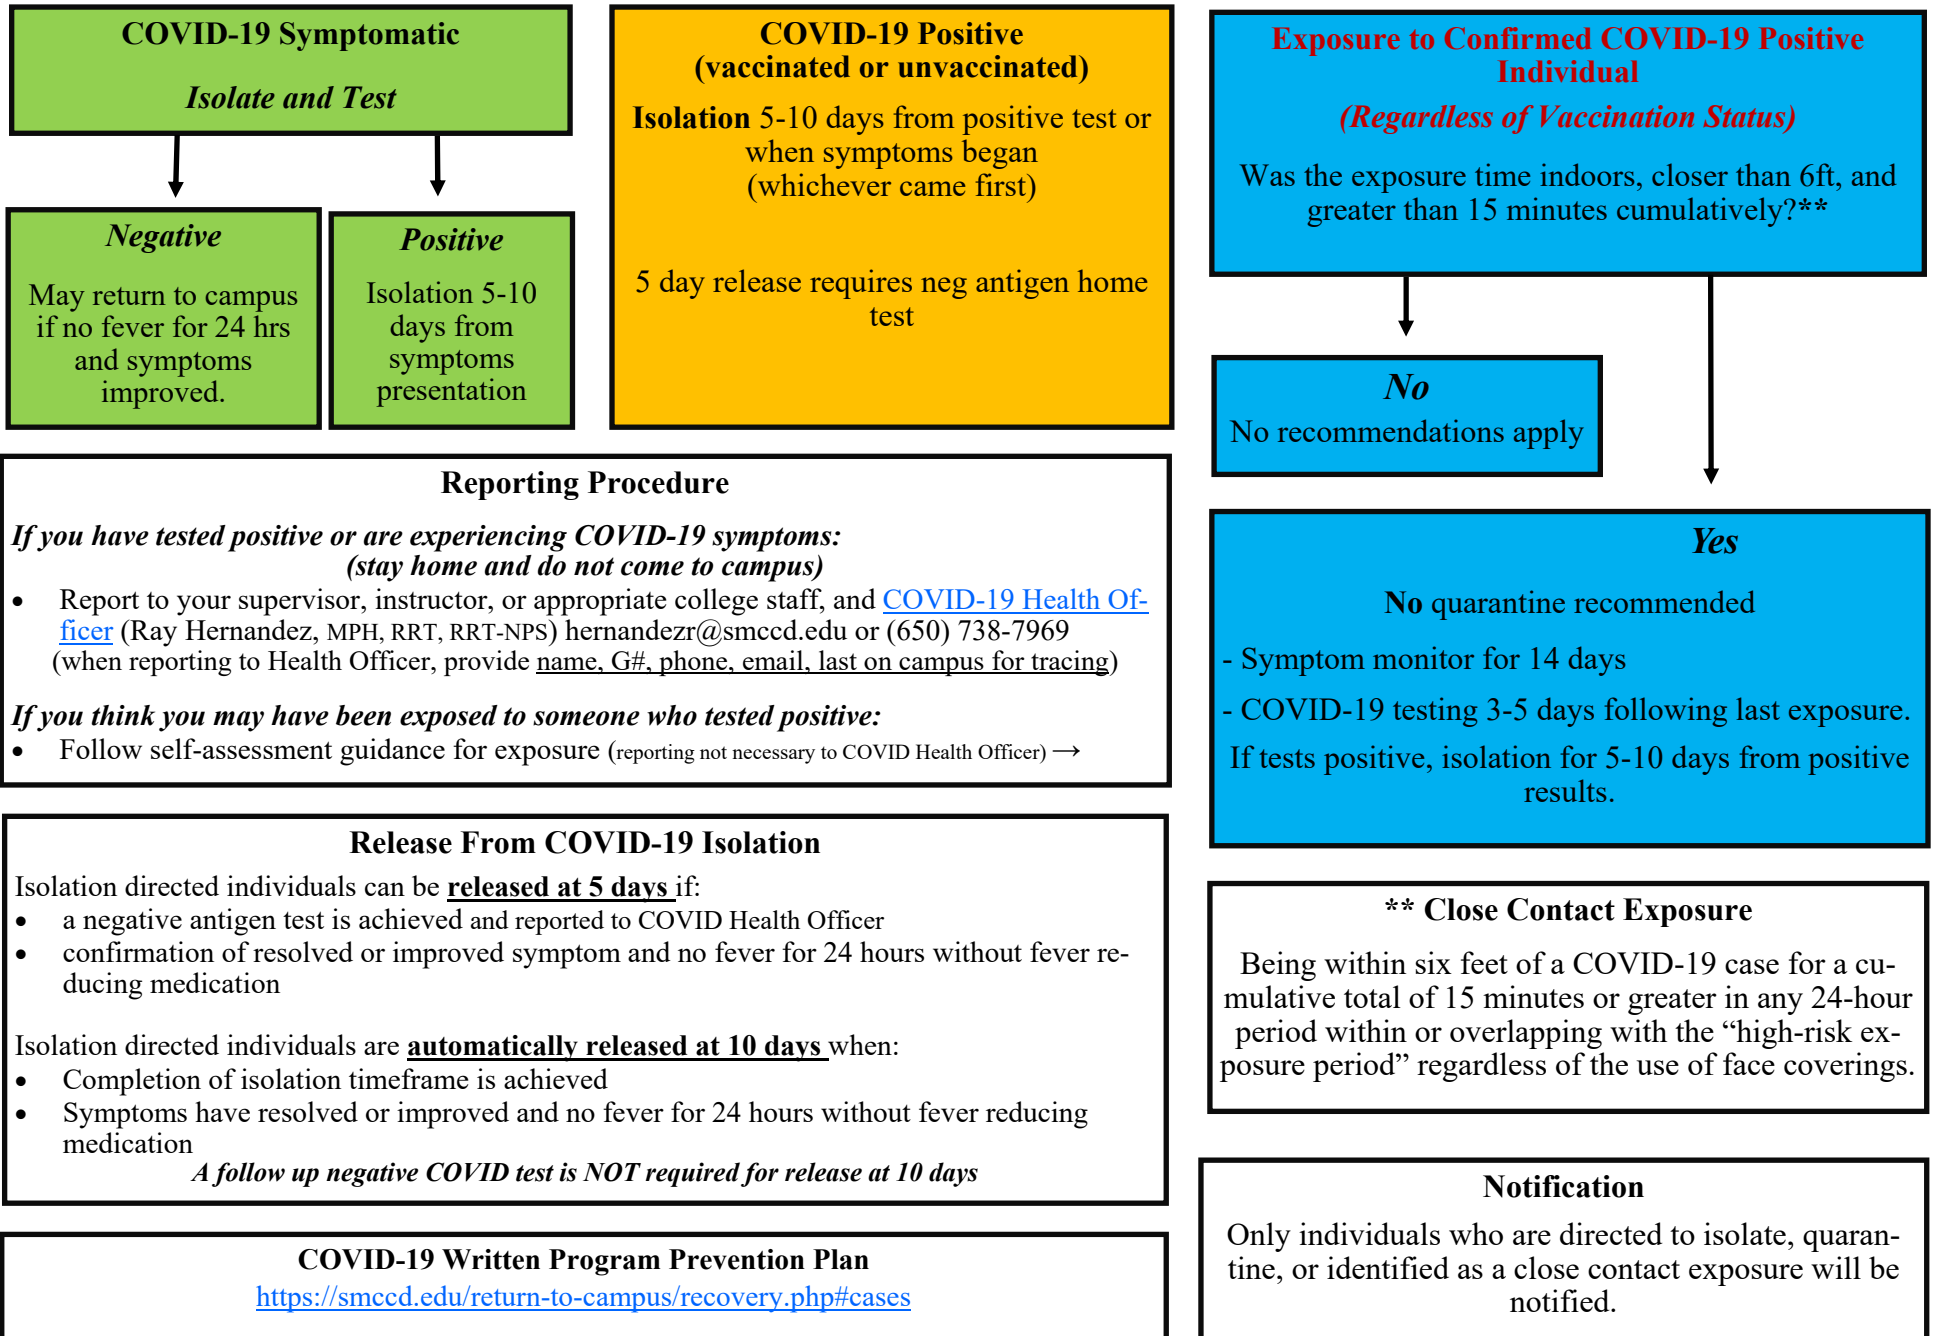 COVID-19 Symptomatic
Isolate and Test
Negative
May return to campus
if no fever for 24 hrs
and symptoms
improved.
Positive
Isolation 5-10
days from
symptoms
presentation
COVID-19 Positive
(vaccinated or unvaccinated)
Isolation 5-10 days from positive test or
when symptoms began
(whichever came first)
5 day release requires neg antigen home
test
Exposure to Confirmed COVID-19 Positive
Individual
(Regardless of Vaccination Status)
Was the exposure time indoors, closer than 6ft, and
greater than 15 minutes cumulatively?**
No
No recommendations apply
Yes
No quarantine recommended
- Symptom monitor for 14 days
- COVID-19 testing 3-5 days following last exposure.
If tests positive, isolation for 5-10 days from positive
results.
Reporting Procedure
If you have tested positive or are experiencing COVID-19 symptoms:
(stay home and do not come to campus)
• Report to your supervisor, instructor, or appropriate college staff, and COVID-19 Health Of-
ficer (Ray Hernandez, MPH, RRT, RRT-NPS) hernandezr@smccd.edu or (650) 738-7969
(when reporting to Health Officer, provide name, G#, phone, email, last on campus for tracing)
If you think you may have been exposed to someone who tested positive:
• Follow self-assessment guidance for exposure (reporting not necessary to COVID Health Officer) →
Release From COVID-19 Isolation
Isolation directed individuals can be released at 5 days if:
• a negative antigen test is achieved and reported to COVID Health Officer
• confirmation of resolved or improved symptom and no fever for 24 hours without fever re-
ducing medication
Isolation directed individuals are automatically released at 10 days when:
• Completion of isolation timeframe is achieved
• Symptoms have resolved or improved and no fever for 24 hours without fever reducing
medication
A follow up negative COVID test is NOT required for release at 10 days
** Close Contact Exposure
Being within six feet of a COVID-19 case for a cu-
mulative total of 15 minutes or greater in any 24-hour
period within or overlapping with the “high-risk ex-
posure period” regardless of the use of face coverings.
COVID-19 Written Program Prevention Plan
https://smccd.edu/return-to-campus/recovery.php#cases
Notification
Only individuals who are directed to isolate, quaran-
tine, or identified as a close contact exposure will be
notified.